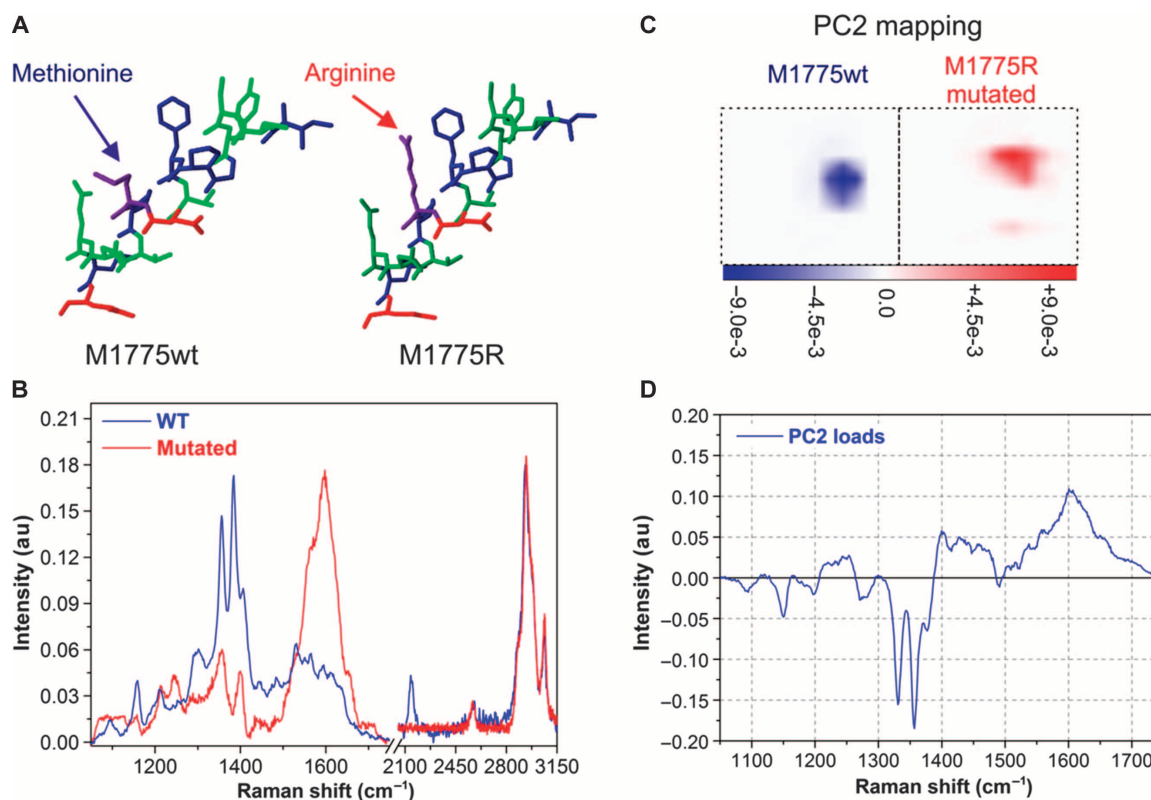 A
Methionine
Arginine
M1775wt
M1775R
C
PC2 mapping
M1775wt
M1775R
mutated
−9.0e-3
−4.5e-3
0.0
+4.5e-3
+9.0e-3
B
WT
Mutated
0.21
0.18
0.15
0.12
0.09
0.06
0.03
0.00
Intensity (au)
1200
1400
1600
2100
2450
2800
3150
Raman shift (cm⁻¹)
D
PC2 loads
0.20
0.15
0.10
0.05
0.00
−0.05
−0.10
−0.15
−0.20
Intensity (au)
1100
1200
1300
1400
1500
1600
1700
Raman shift (cm⁻¹)